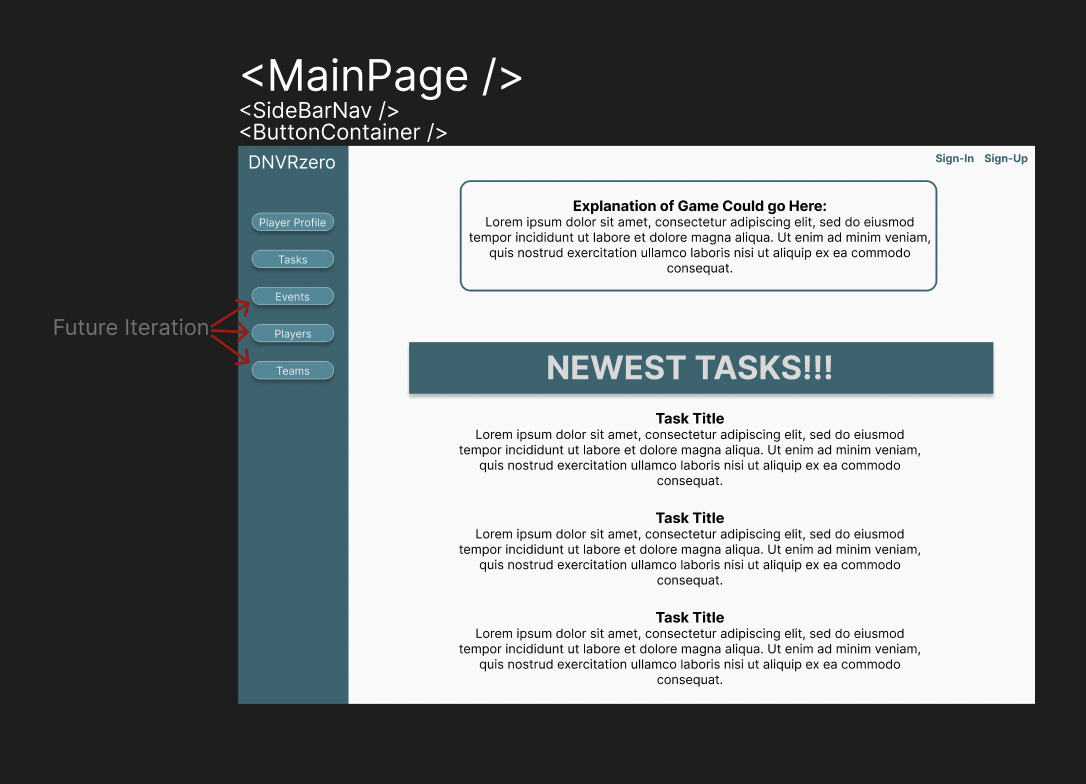 <MainPage />
<SideBarNav />
<ButtonContainer />
DNVRzero
Sign-In Sign-Up
Player Profile
Tasks
Events
Players
Teams
Future Iteration
Explanation of Game Could go Here:
Lorem ipsum dolor sit amet, consectetur adipiscing elit, sed do eiusmod
tempor incididunt ut labore et dolore magna aliqua. Ut enim ad minim veniam,
quis nostrud exercitation ullamco laboris nisi ut aliquip ex ea commodo
consequat.
NEWEST TASKS!!!
Task Title
Lorem ipsum dolor sit amet, consectetur adipiscing elit, sed do eiusmod
tempor incididunt ut labore et dolore magna aliqua. Ut enim ad minim veniam,
quis nostrud exercitation ullamco laboris nisi ut aliquip ex ea commodo
consequat.
Task Title
Lorem ipsum dolor sit amet, consectetur adipiscing elit, sed do eiusmod
tempor incididunt ut labore et dolore magna aliqua. Ut enim ad minim veniam,
quis nostrud exercitation ullamco laboris nisi ut aliquip ex ea commodo
consequat.
Task Title
Lorem ipsum dolor sit amet, consectetur adipiscing elit, sed do eiusmod
tempor incididunt ut labore et dolore magna aliqua. Ut enim ad minim veniam,
quis nostrud exercitation ullamco laboris nisi ut aliquip ex ea commodo
consequat.